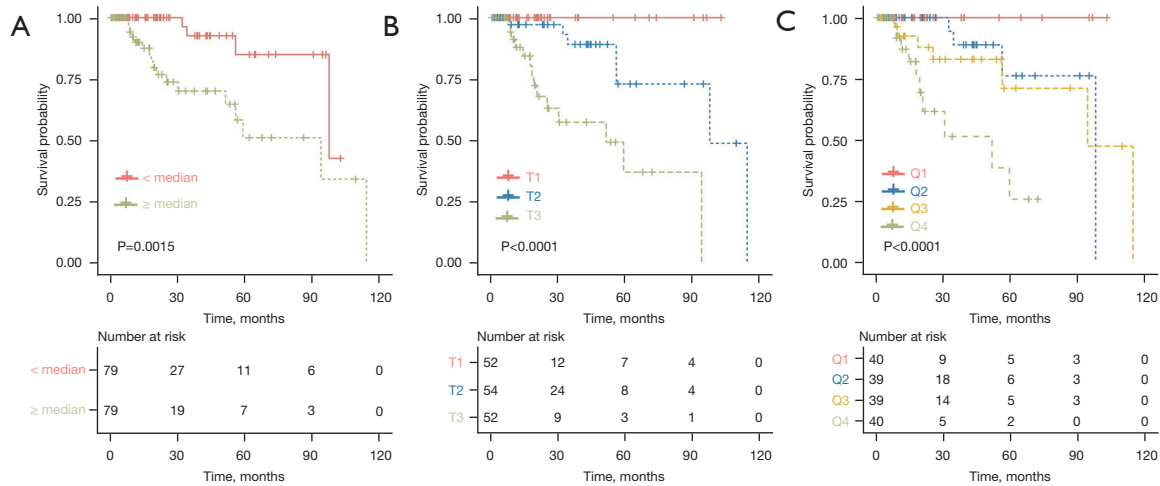 A
Survival probability
1.00
0.75
0.50
0.25
0.00
< median
≥ median
P=0.0015
0 30 60 90 120
Time, months
Number at risk
< median 79 27 11 6 0
≥ median 79 19 7 3 0
0 30 60 90 120
Time, months
B
Survival probability
1.00
0.75
0.50
0.25
0.00
T1
T2
T3
P<0.0001
0 30 60 90 120
Time, months
Number at risk
T1 52 12 7 4 0
T2 54 24 8 4 0
T3 52 9 3 1 0
0 30 60 90 120
Time, months
C
Survival probability
1.00
0.75
0.50
0.25
0.00
Q1
Q2
Q3
Q4
P<0.0001
0 30 60 90 120
Time, months
Number at risk
Q1 40 9 5 3 0
Q2 39 18 6 3 0
Q3 39 14 5 3 0
Q4 40 5 2 0 0
0 30 60 90 120
Time, months